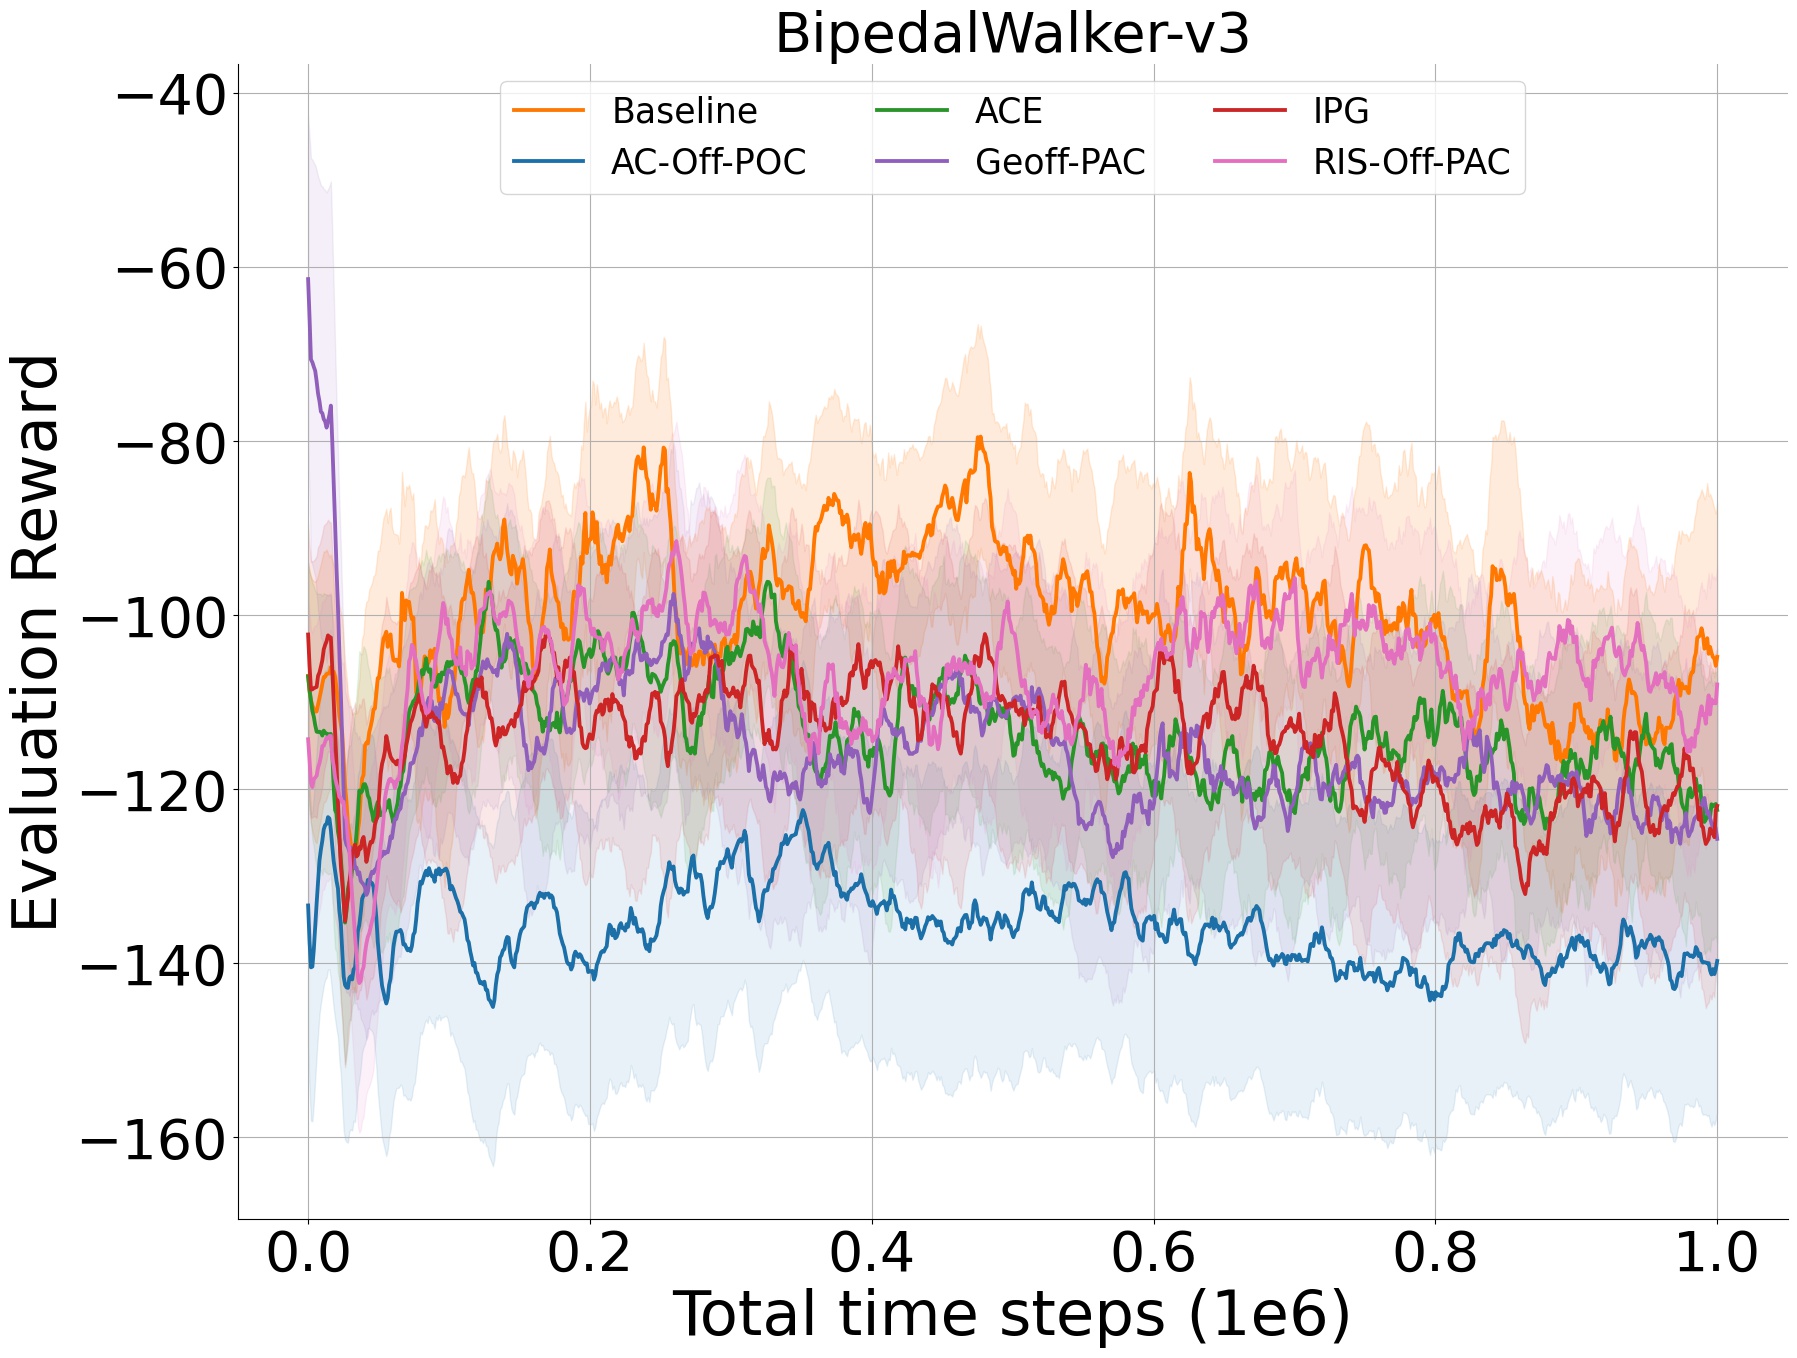 BipedalWalker-v3
Baseline
AC-Off-POC
ACE
Geoff-PAC
IPG
RIS-Off-PAC
Evaluation Reward
−40
−60
−80
−100
−120
−140
−160
0.0 0.2 0.4 0.6 0.8 1.0
Total time steps (1e6)